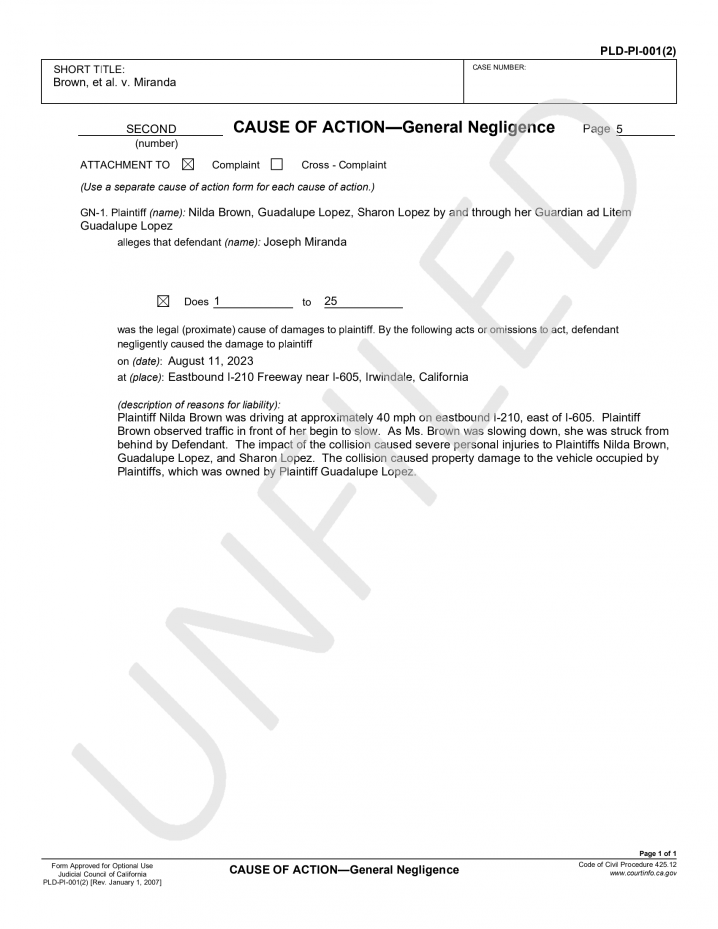 PLD-PI-001(2)
SHORT TITLE:
CASE NUMBER:
Brown, et al. v. Miranda
SECOND CAUSE OF ACTION—General Negligence Page 5
(number)
ATTACHMENT TO Complaint Cross - Complaint
(Use a separate cause of action form for each cause of action.)
GN-1. Plaintiff (name): Nilda Brown, Guadalupe Lopez, Sharon Lopez by and through her Guardian ad Litem
Guadalupe Lopez
alleges that defendant (name): Joseph Miranda
Does 1 to 25
was the legal (proximate) cause of damages to plaintiff. By the following acts or omissions to act, defendant
negligently caused the damage to plaintiff
on (date): August 11, 2023
at (place): Eastbound I-210 Freeway near I-605, Irwindale, California
(description of reasons for liability):
Plaintiff Nilda Brown was driving at approximately 40 mph on eastbound I-210, east of I-605. Plaintiff
Brown observed traffic in front of her begin to slow. As Ms. Brown was slowing down, she was struck from
behind by Defendant. The impact of the collision caused severe personal injuries to Plaintiffs Nilda Brown,
Guadalupe Lopez, and Sharon Lopez. The collision caused property damage to the vehicle occupied by
Plaintiffs, which was owned by Plaintiff Guadalupe Lopez.
UNFILED
Page 1 of 1
Form Approved for Optional Use
Judicial Council of California
PLD-PI-001(2) [Rev. January 1, 2007]
CAUSE OF ACTION—General Negligence
Code of Civil Procedure 425.12
www.courtinfo.ca.gov